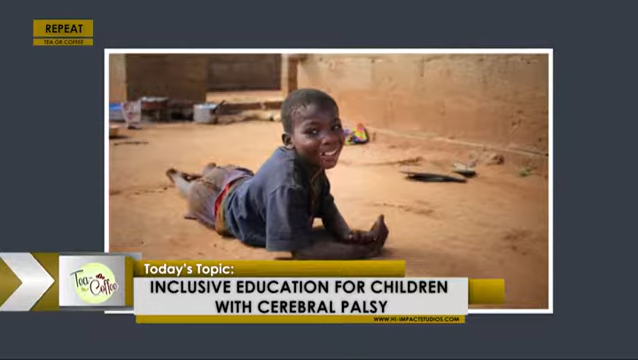 REPEAT
TEA OR COFFEE
Today's Topic:
Tea
Coffee
INCLUSIVE EDUCATION FOR CHILDREN
WITH CEREBRAL PALSY
WWW.HI-IMPACTSTUDIOS.COM